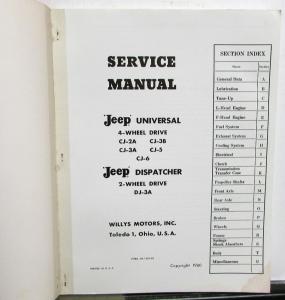 SERVICE
MANUAL
'Jeep' UNIVERSAL
4-WHEEL DRIVE
CJ-2A CJ-3B
CJ-3A CJ-5
CJ-6
'Jeep' DISPATCHER
2-WHEEL DRIVE
DJ-3A
WILLYS MOTORS, INC.
Toledo 1, Ohio, U.S.A.
Copyright 1960
SECTION INDEX
Name Section
General Data A
Lubrication B
Tune-Up C
L-Head Engine D
F-Head Engine
Fuel System F
Exhaust System G
Cooling System H
Electrical I
Clutch J
Transmission
Transfer Case K
Propeller Shafts L
Front Axle M
Rear Axle N
Steering O
Brakes P
Wheels Q
Frame R
Springs
Shock Absorbers S
Body T
Miscellaneous U